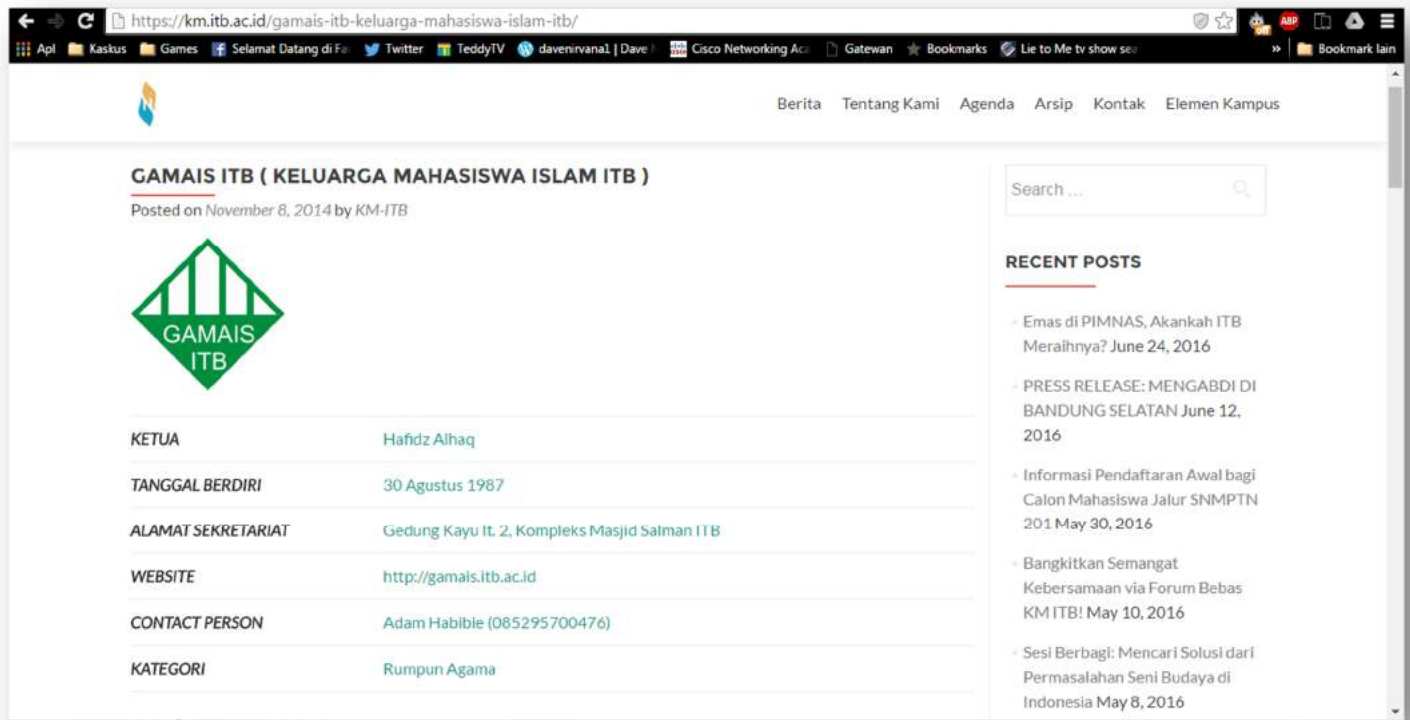 https://km.itb.ac.id/gamais-itb-keluarga-mahasiswa-islam-itb/
Apl Kaskus Games Selamat Datang di Fa Twitter TeddyTV davenirvana1 | Dave Cisco Networking Aca Gatewan Bookmarks Lie to Me tv show sea » Bookmark lain
Berita Tentang Kami Agenda Arsip Kontak Elemen Kampus
GAMAIS ITB ( KELUARGA MAHASISWA ISLAM ITB )
Posted on November 8, 2014 by KM-ITB
GAMAIS
ITB
KETUA Hafidz Alhaq
TANGGAL BERDIRI 30 Agustus 1987
ALAMAT SEKRETARIAT Gedung Kayu lt. 2, Kompleks Masjid Salman ITB
WEBSITE http://gamais.itb.ac.id
CONTACT PERSON Adam Habibie (085295700476)
KATEGORI Rumpun Agama
Search ...
RECENT POSTS
Emas di PIMNAS, Akankah ITB
Meraihnya? June 24, 2016
PRESS RELEASE: MENGABDI DI
BANDUNG SELATAN June 12,
2016
Informasi Pendaftaran Awal bagi
Calon Mahasiswa Jalur SNMPTN
201 May 30, 2016
Bangkitkan Semangat
Kebersamaan via Forum Bebas
KM ITB! May 10, 2016
Sesi Berbagi: Mencari Solusi dari
Permasalahan Seni Budaya di
Indonesia May 8, 2016